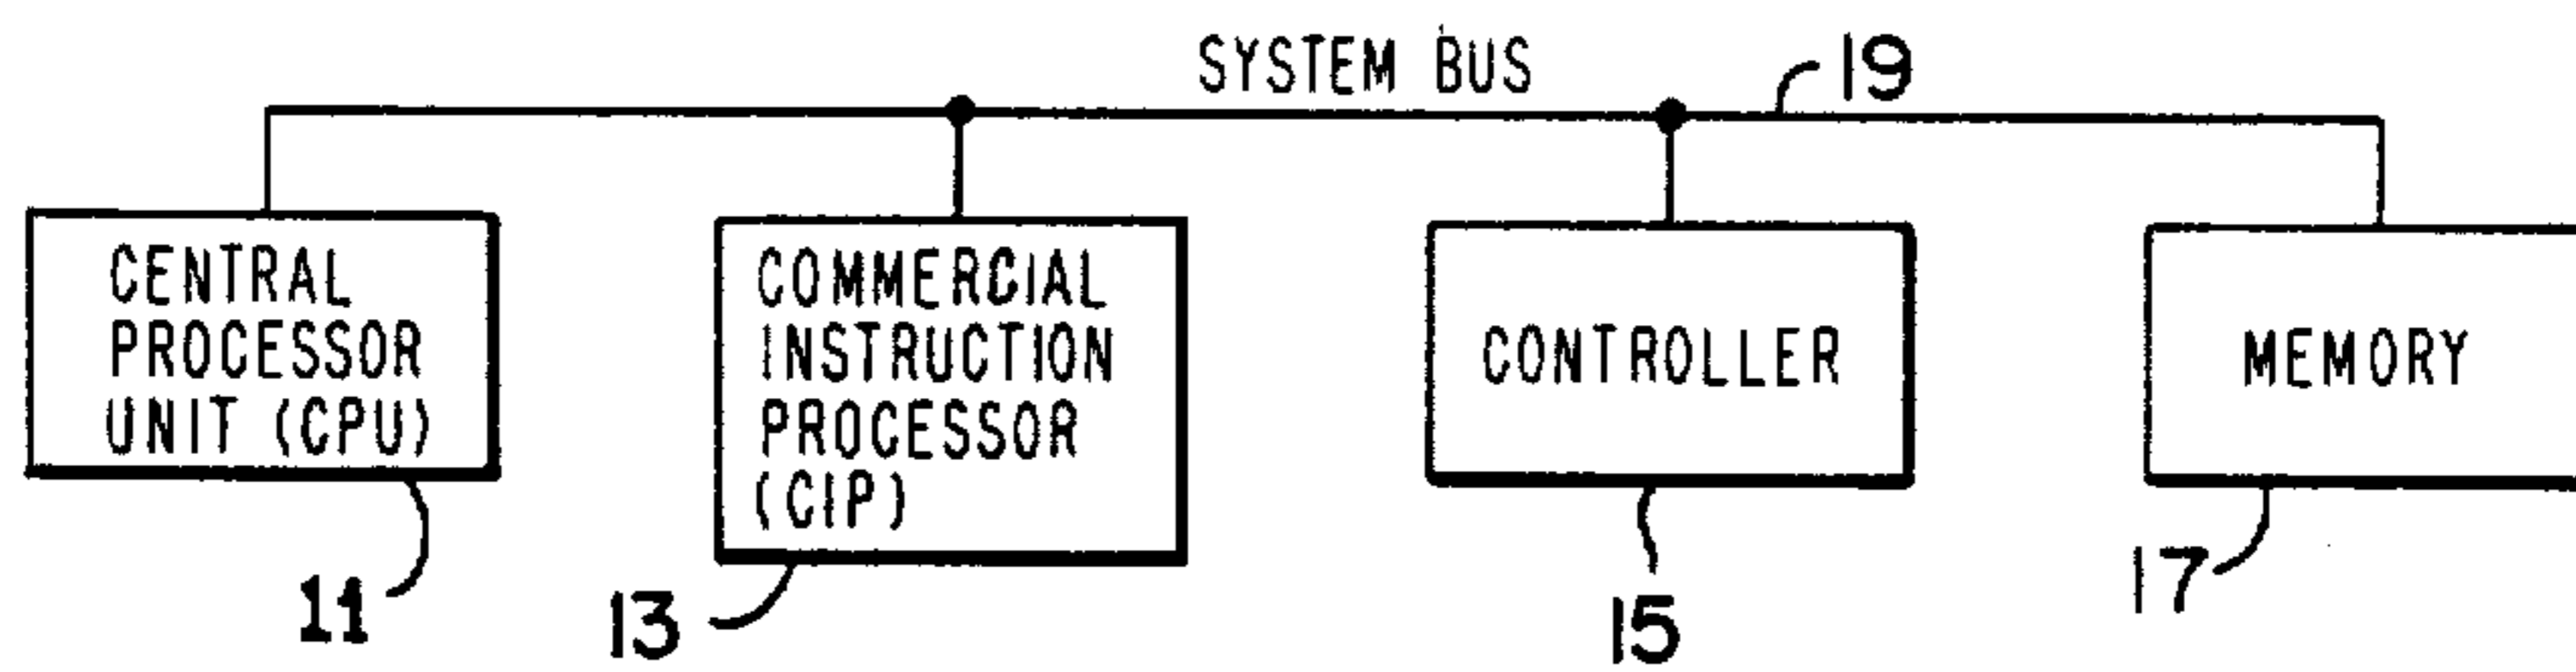 SYSTEM BUS
19
CENTRAL
PROCESSOR
UNIT (CPU)
11
COMMERCIAL
INSTRUCTION
PROCESSOR
(CIP)
13
CONTROLLER
15
MEMORY
17